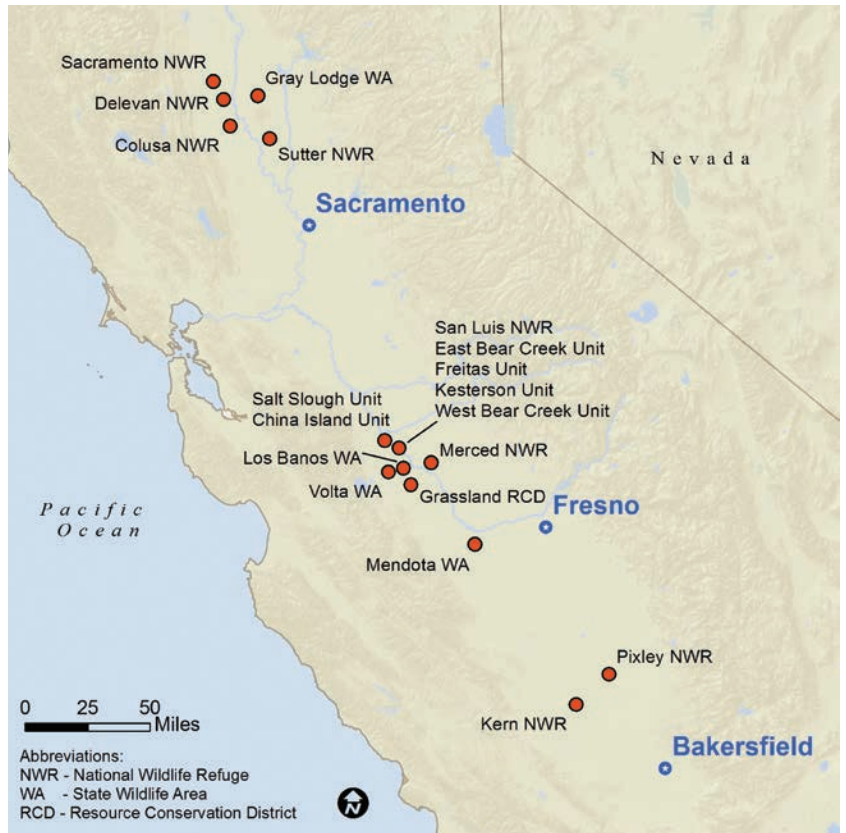 Sacramento NWR
Gray Lodge WA
Delevan NWR
Colusa NWR
Sutter NWR
Nevada
Sacramento
San Luis NWR
East Bear Creek Unit
Freitas Unit
Kesterson Unit
West Bear Creek Unit
Salt Slough Unit
China Island Unit
Los Banos WA
Merced NWR
Volta WA
Grassland RCD
Pacific
Ocean
Fresno
Mendota WA
Pixley NWR
Kern NWR
Bakersfield
0 25 50
Miles
Abbreviations:
NWR - National Wildlife Refuge
WA - State Wildlife Area
RCD - Resource Conservation District
N